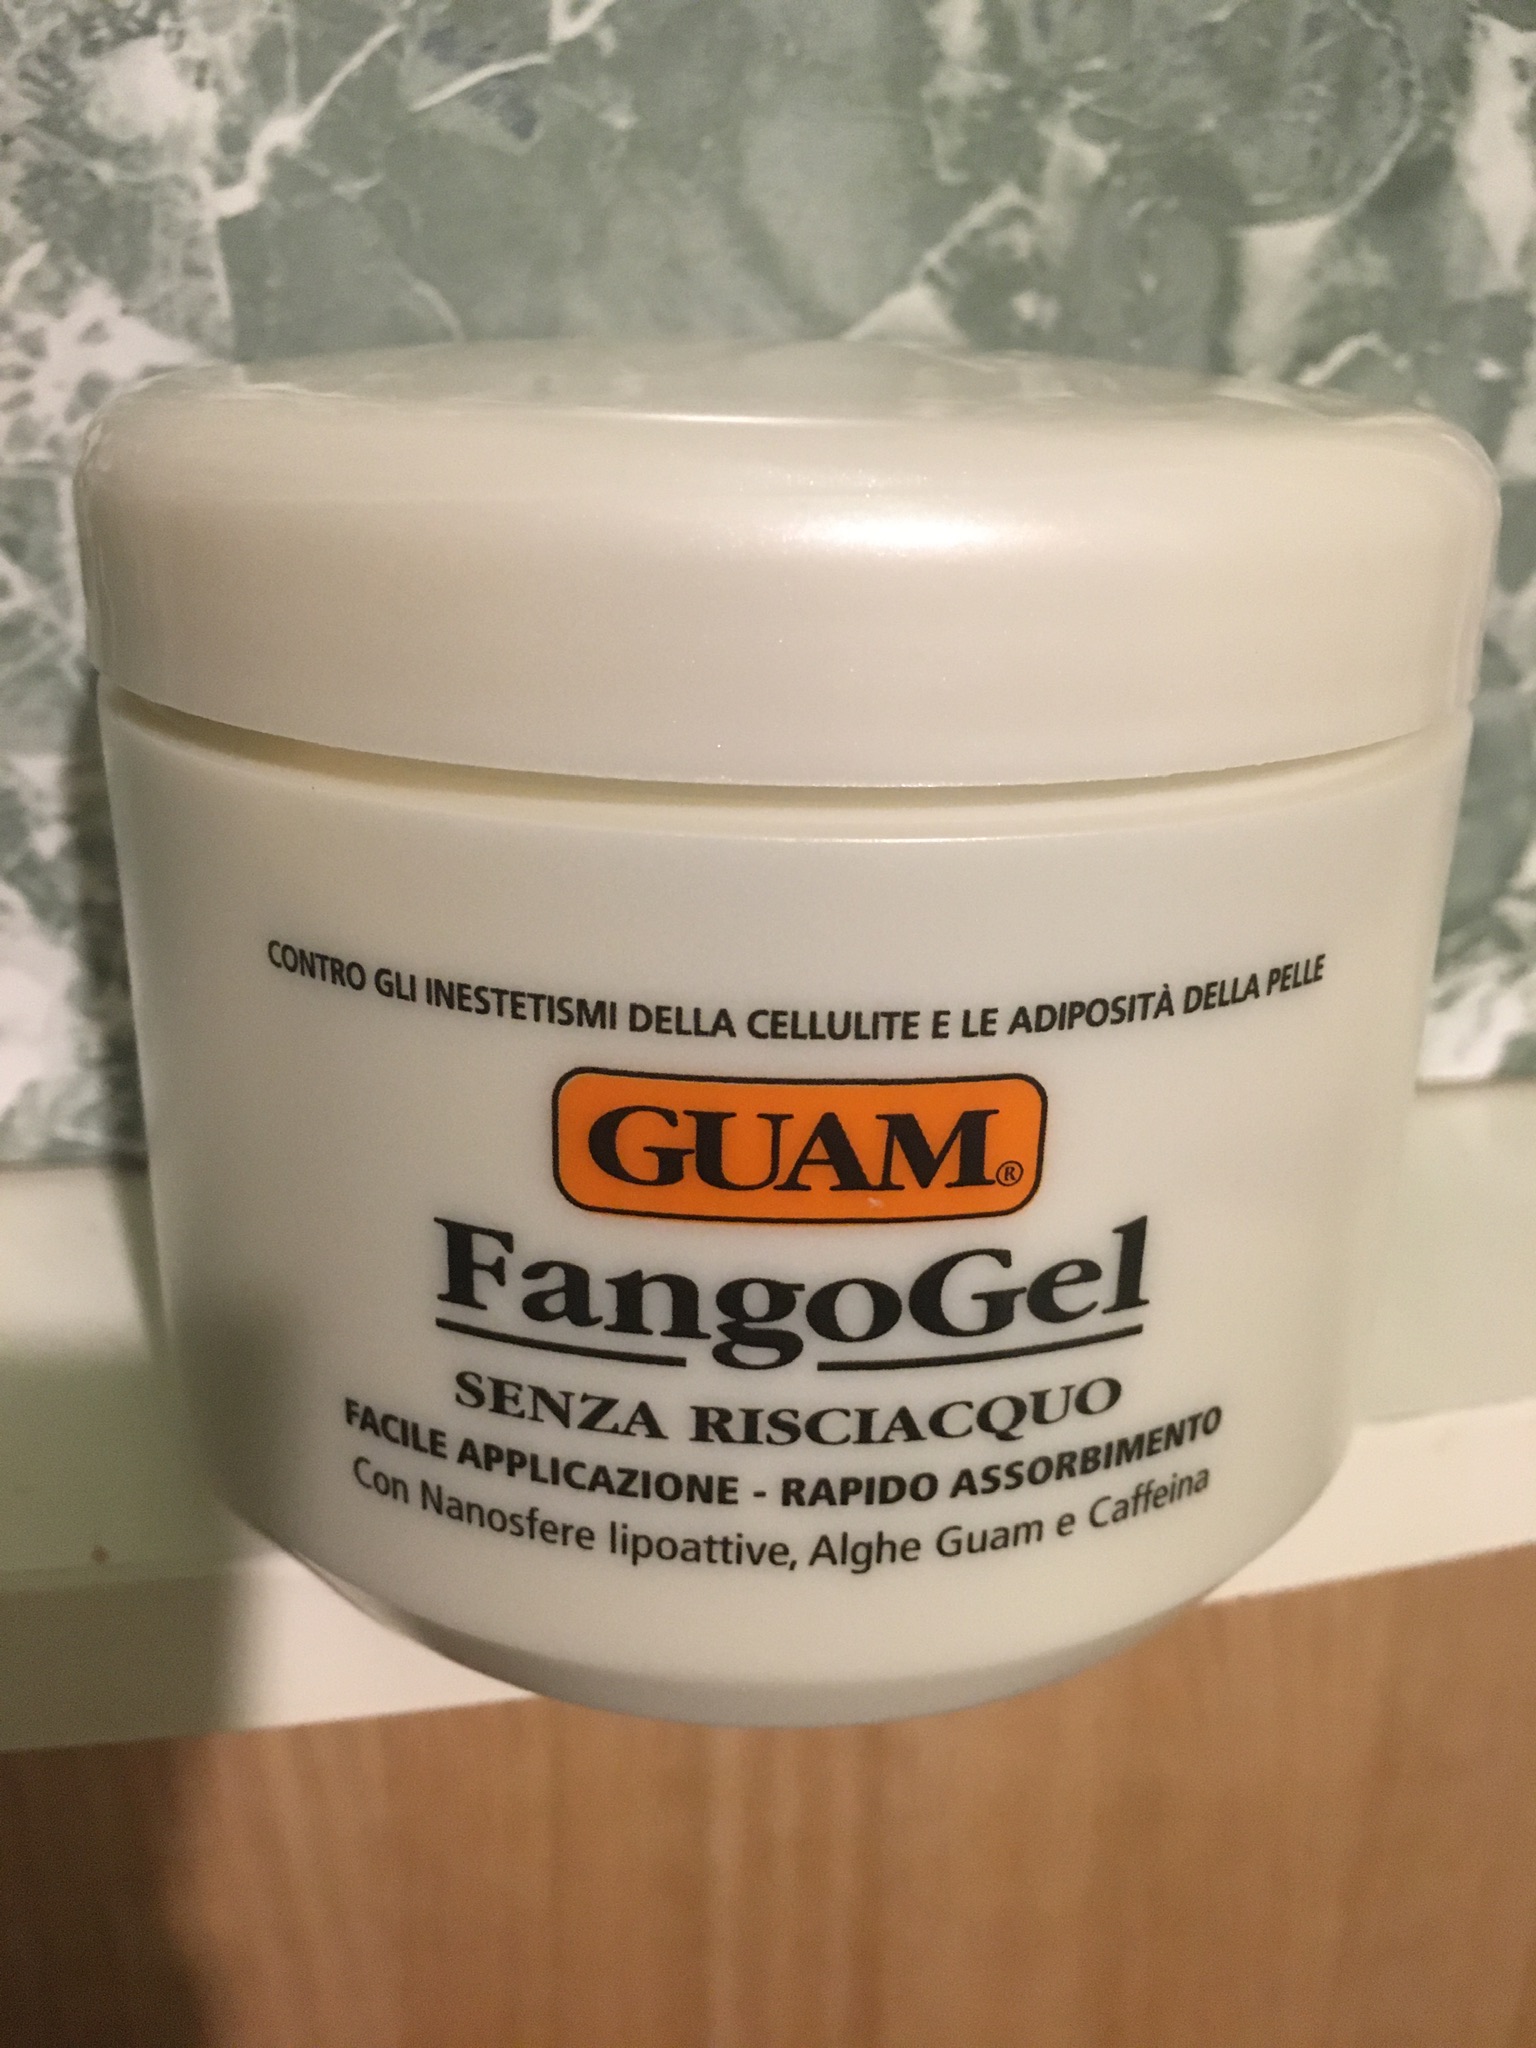 CONTRO GLI INESTETISMI DELLA CELLULITE E LE ADIPOSITÀ DELLA PELLE
GUAM®
FangoGel
SENZA RISCIACQUO
FACILE APPLICAZIONE - RAPIDO ASSORBIMENTO
Con Nanosfere lipoattive, Alghe Guam e Caffeina